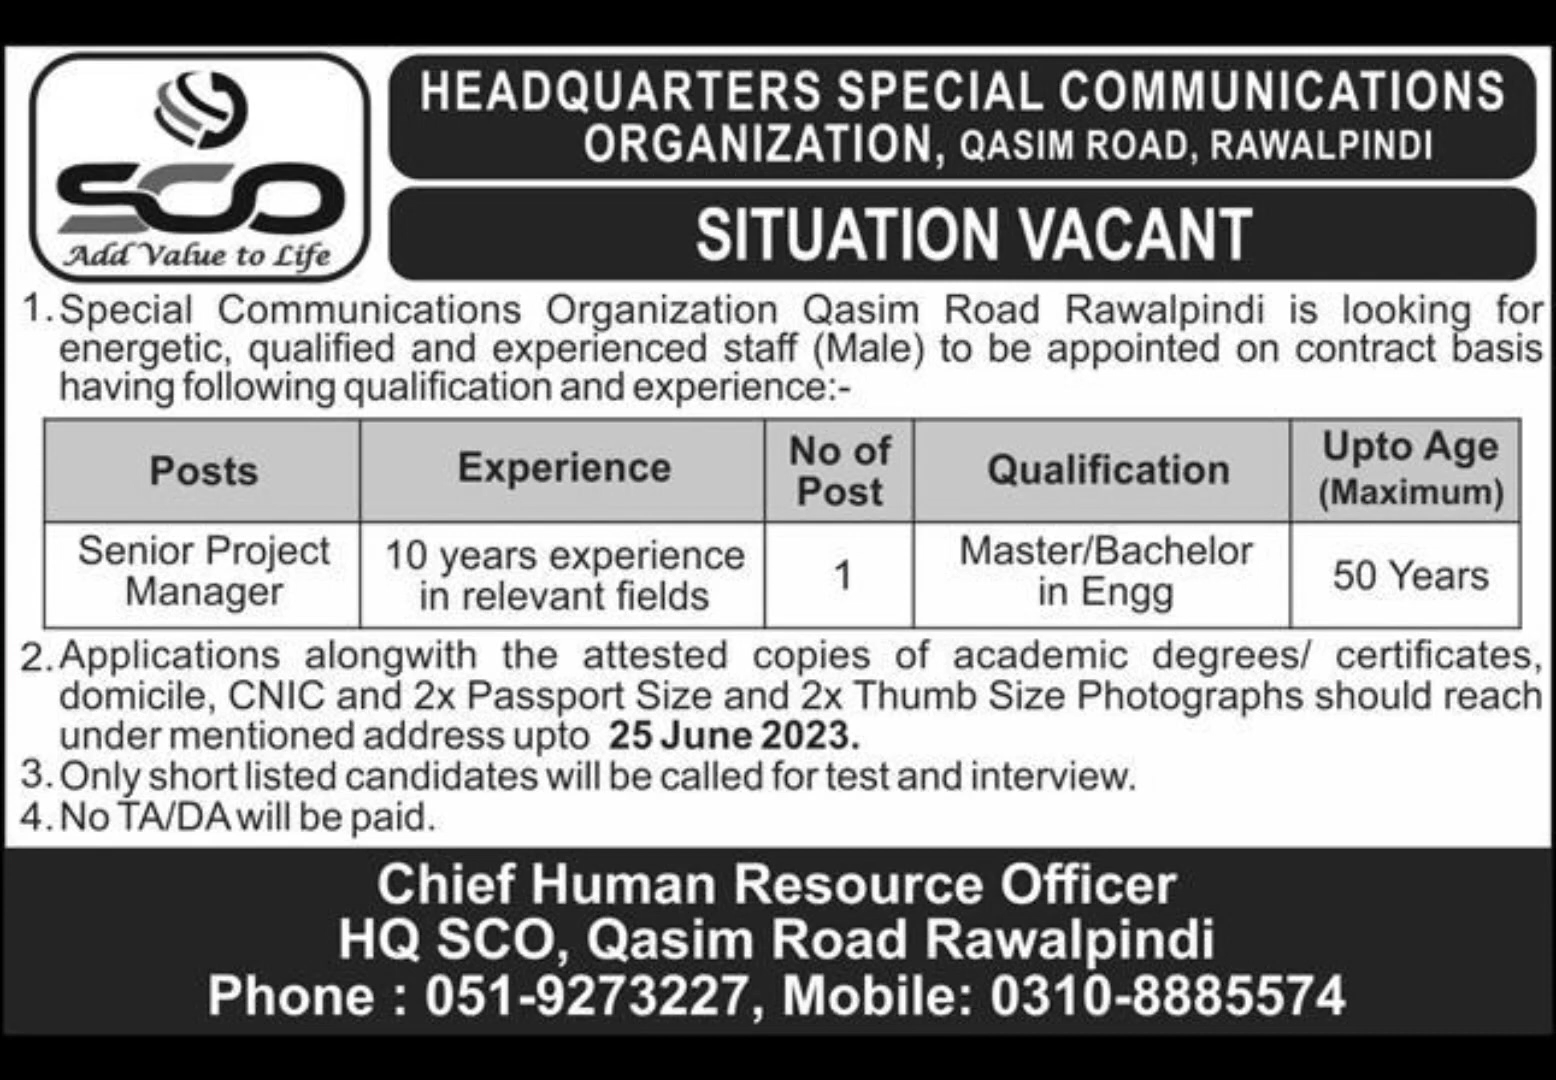 SCO
Add Value to Life
HEADQUARTERS SPECIAL COMMUNICATIONS
ORGANIZATION, QASIM ROAD, RAWALPINDI
SITUATION VACANT
1. Special Communications Organization Qasim Road Rawalpindi is looking for
energetic, qualified and experienced staff (Male) to be appointed on contract basis
having following qualification and experience:-
Posts Experience No of Post Qualification Upto Age (Maximum)
Senior Project Manager 10 years experience in relevant fields 1 Master/Bachelor in Engg 50 Years
2. Applications alongwith the attested copies of academic degrees/ certificates,
domicile, CNIC and 2x Passport Size and 2x Thumb Size Photographs should reach
under mentioned address upto 25 June 2023.
3. Only short listed candidates will be called for test and interview.
4. No TA/DA will be paid.
Chief Human Resource Officer
HQ SCO, Qasim Road Rawalpindi
Phone : 051-9273227, Mobile: 0310-8885574